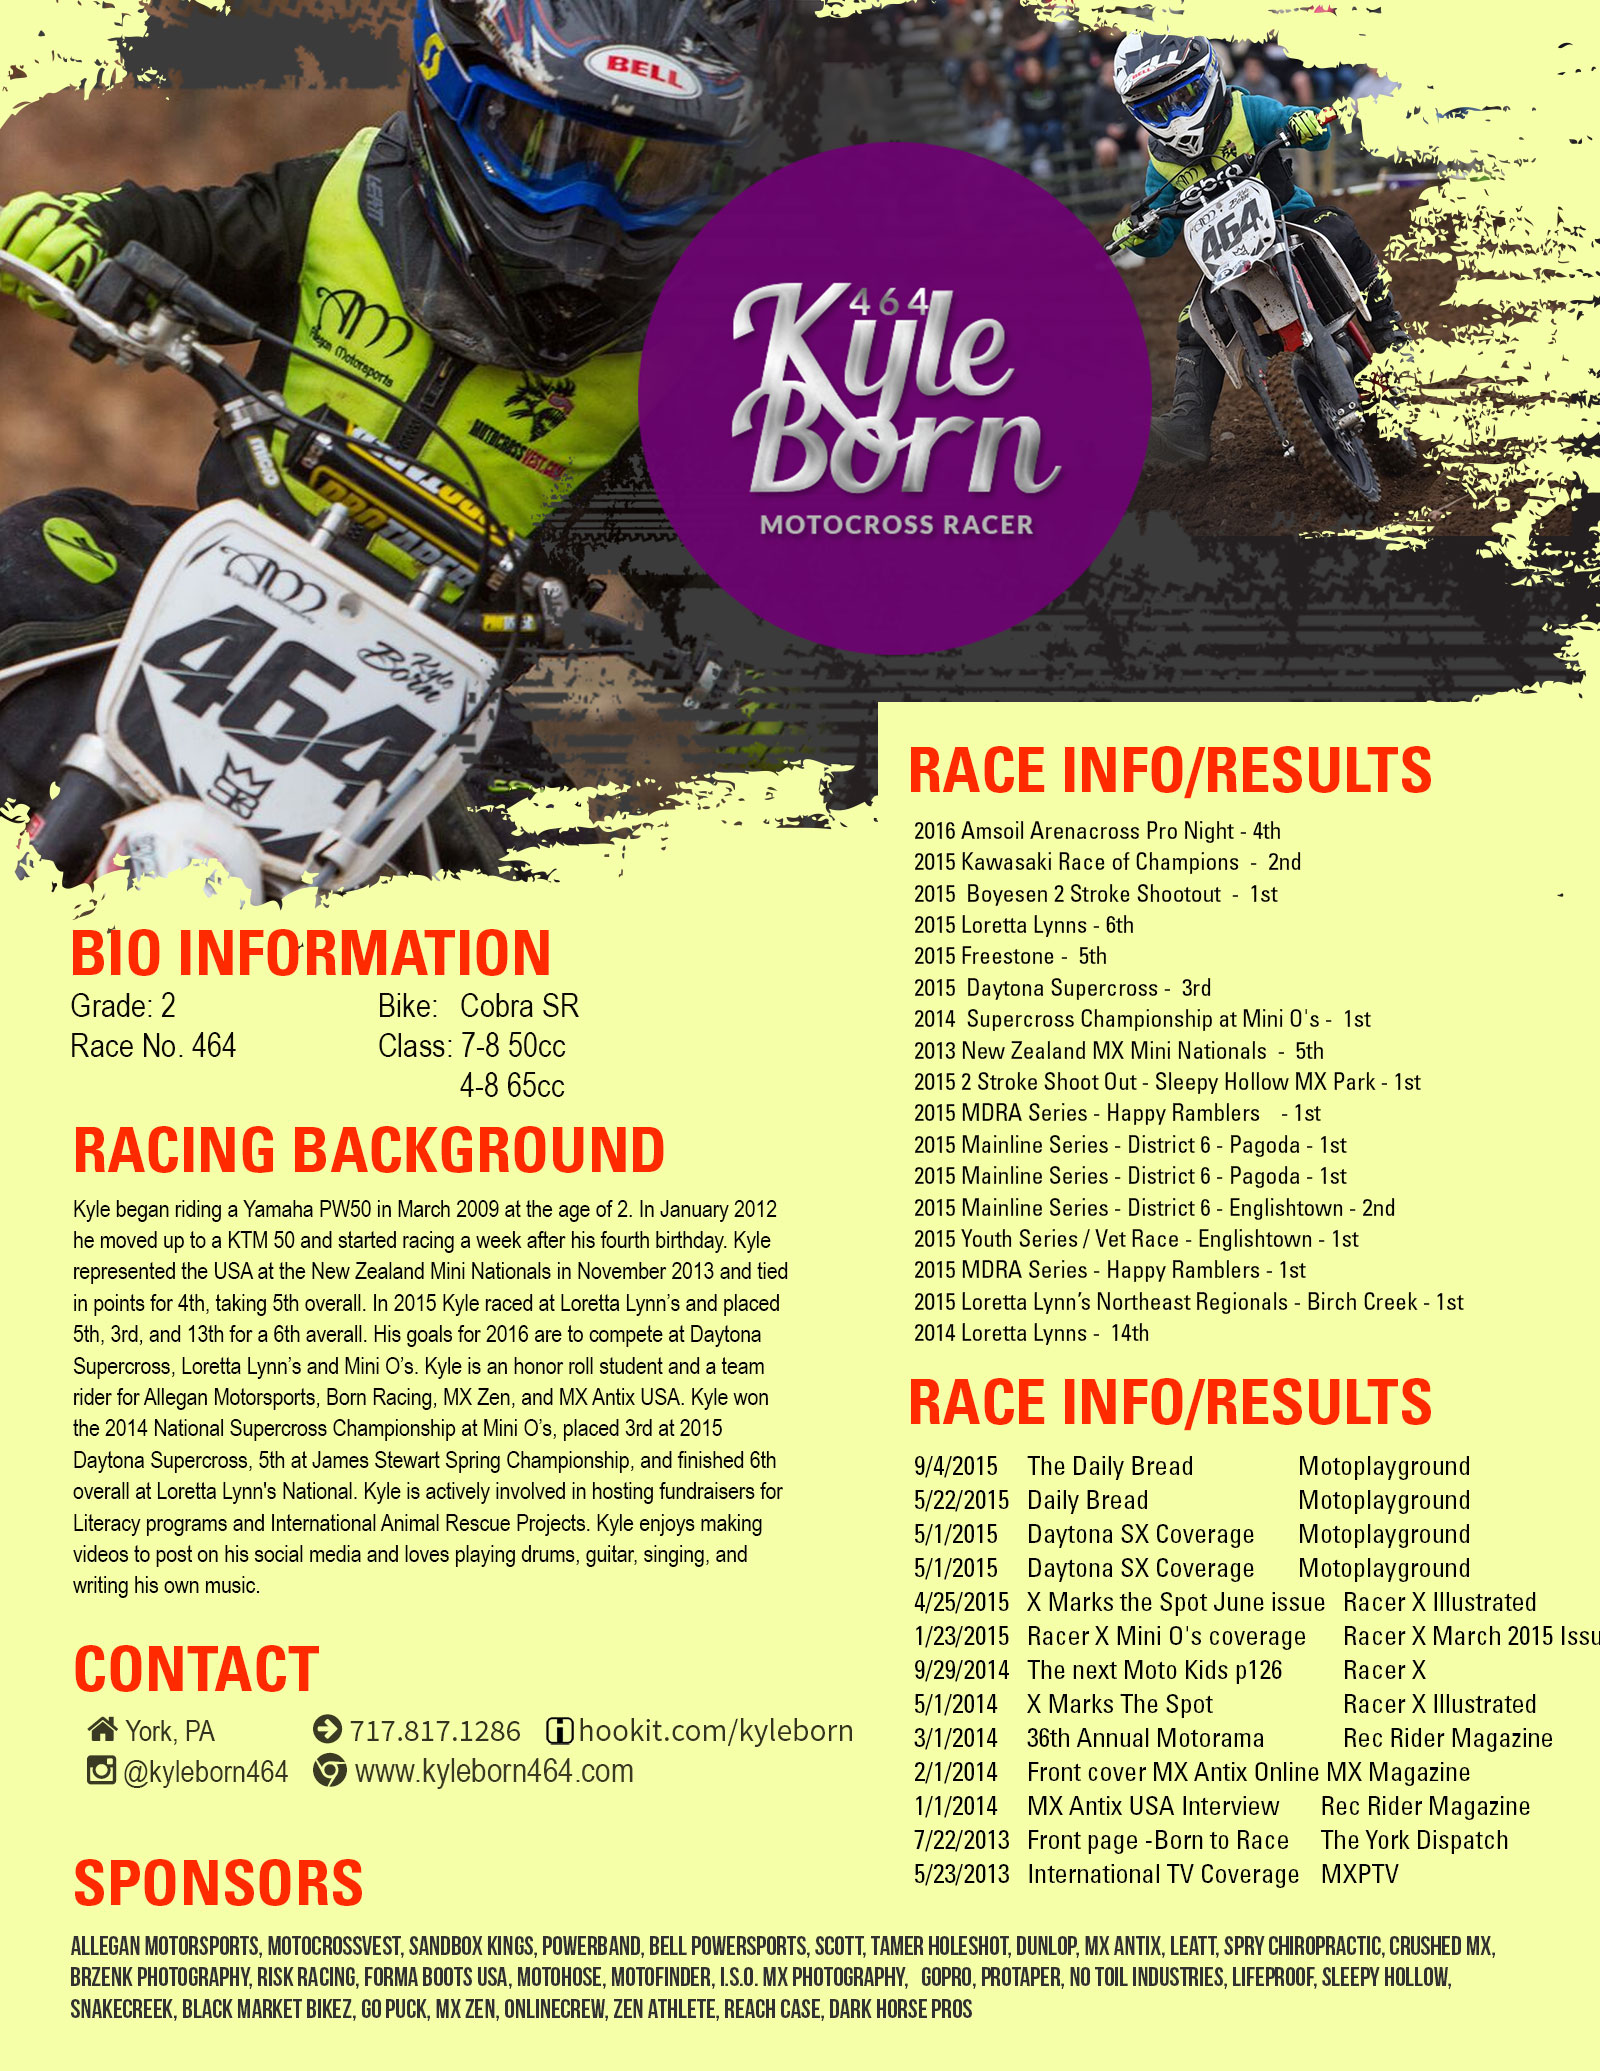 BELL
LEATT
AM
Allegan Motorsports
MOTOCROSSVEST.COM
PRO TAPER
AM
464
Kyle
Born
BELL
cobra
AM
Kyle
Born
464
464
Kyle
Born
MOTOCROSS RACER
BIO INFORMATION
Grade: 2
Race No. 464
Bike: Cobra SR
Class: 7-8 50cc
4-8 65cc
RACING BACKGROUND
Kyle began riding a Yamaha PW50 in March 2009 at the age of 2. In January 2012
he moved up to a KTM 50 and started racing a week after his fourth birthday. Kyle
represented the USA at the New Zealand Mini Nationals in November 2013 and tied
in points for 4th, taking 5th overall. In 2015 Kyle raced at Loretta Lynn’s and placed
5th, 3rd, and 13th for a 6th averall. His goals for 2016 are to compete at Daytona
Supercross, Loretta Lynn’s and Mini O’s. Kyle is an honor roll student and a team
rider for Allegan Motorsports, Born Racing, MX Zen, and MX Antix USA. Kyle won
the 2014 National Supercross Championship at Mini O’s, placed 3rd at 2015
Daytona Supercross, 5th at James Stewart Spring Championship, and finished 6th
overall at Loretta Lynn's National. Kyle is actively involved in hosting fundraisers for
Literacy programs and International Animal Rescue Projects. Kyle enjoys making
videos to post on his social media and loves playing drums, guitar, singing, and
writing his own music.
CONTACT
York, PA 717.817.1286 hookit.com/kyleborn
@kyleborn464 www.kyleborn464.com
RACE INFO/RESULTS
2016 Amsoil Arenacross Pro Night - 4th
2015 Kawasaki Race of Champions - 2nd
2015 Boyesen 2 Stroke Shootout - 1st
2015 Loretta Lynns - 6th
2015 Freestone - 5th
2015 Daytona Supercross - 3rd
2014 Supercross Championship at Mini O's - 1st
2013 New Zealand MX Mini Nationals - 5th
2015 2 Stroke Shoot Out - Sleepy Hollow MX Park - 1st
2015 MDRA Series - Happy Ramblers - 1st
2015 Mainline Series - District 6 - Pagoda - 1st
2015 Mainline Series - District 6 - Pagoda - 1st
2015 Mainline Series - District 6 - Englishtown - 2nd
2015 Youth Series / Vet Race - Englishtown - 1st
2015 MDRA Series - Happy Ramblers - 1st
2015 Loretta Lynn’s Northeast Regionals - Birch Creek - 1st
2014 Loretta Lynns - 14th
RACE INFO/RESULTS
9/4/2015 The Daily Bread Motoplayground
5/22/2015 Daily Bread Motoplayground
5/1/2015 Daytona SX Coverage Motoplayground
5/1/2015 Daytona SX Coverage Motoplayground
4/25/2015 X Marks the Spot June issue Racer X Illustrated
1/23/2015 Racer X Mini O's coverage Racer X March 2015 Issu
9/29/2014 The next Moto Kids p126 Racer X
5/1/2014 X Marks The Spot Racer X Illustrated
3/1/2014 36th Annual Motorama Rec Rider Magazine
2/1/2014 Front cover MX Antix Online MX Magazine
1/1/2014 MX Antix USA Interview Rec Rider Magazine
7/22/2013 Front page -Born to Race The York Dispatch
5/23/2013 International TV Coverage MXPTV
SPONSORS
ALLEGAN MOTORSPORTS, MOTOCROSSVEST, SANDBOX KINGS, POWERBAND, BELL POWERSPORTS, SCOTT, TAMER HOLESHOT, DUNLOP, MX ANTIX, LEATT, SPRY CHIROPRACTIC, CRUSHED MX,
BRZENK PHOTOGRAPHY, RISK RACING, FORMA BOOTS USA, MOTOHOSE, MOTOFINDER, I.S.O. MX PHOTOGRAPHY, GOPRO, PROTAPER, NO TOIL INDUSTRIES, LIFEPROOF, SLEEPY HOLLOW,
SNAKECREEK, BLACK MARKET BIKEZ, GO PUCK, MX ZEN, ONLINECREW, ZEN ATHLETE, REACH CASE, DARK HORSE PROS